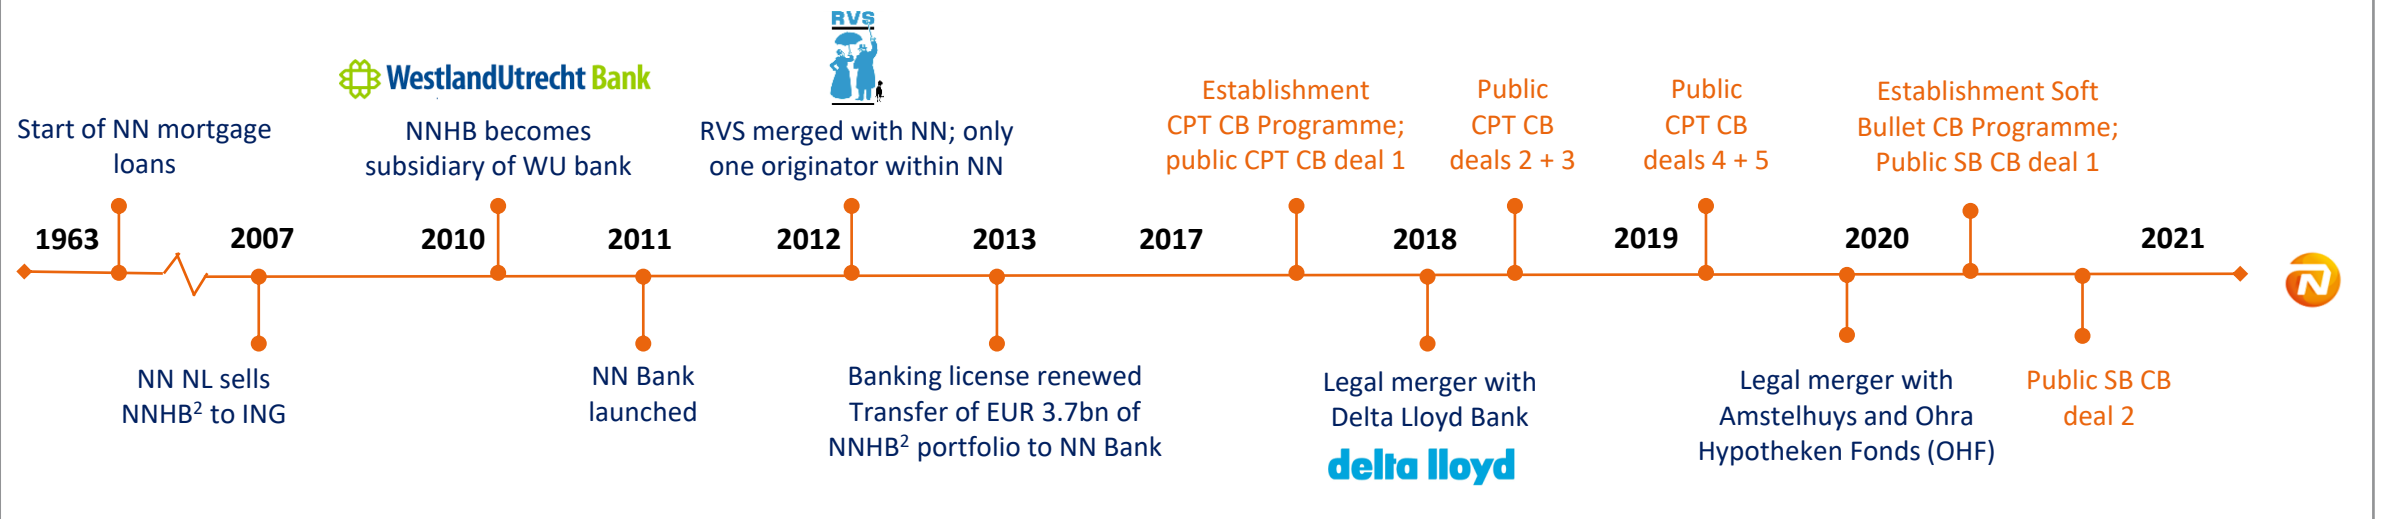 RVS
WestlandUtrecht Bank
Start of NN mortgage
loans
NNHB becomes
subsidiary of WU bank
RVS merged with NN; only
one originator within NN
Establishment
CPT CB Programme;
public CPT CB deal 1
Public
CPT CB
deals 2 + 3
Public
CPT CB
deals 4 + 5
Establishment Soft
Bullet CB Programme;
Public SB CB deal 1
1963 2007 2010 2011 2012 2013 2017 2018 2019 2020 2021
N
NN NL sells
NNHB² to ING
NN Bank
launched
Banking license renewed
Transfer of EUR 3.7bn of
NNHB² portfolio to NN Bank
Legal merger with
Delta Lloyd Bank
delta lloyd
Legal merger with
Amstelhuys and Ohra
Hypotheken Fonds (OHF)
Public SB CB
deal 2